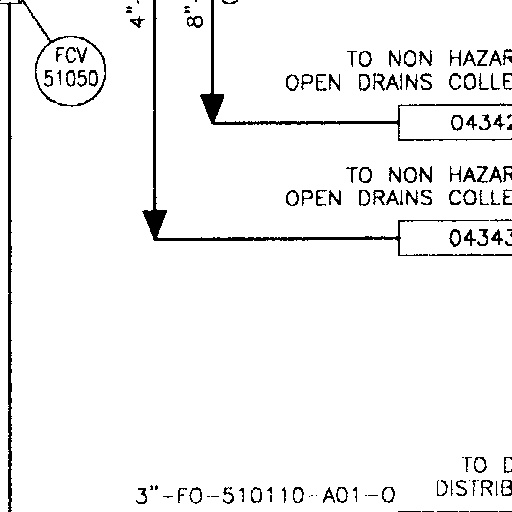 4"-
8"-
FCV
51050
TO NON HAZAR
OPEN DRAINS COLLE
04342
TO NON HAZAR
OPEN DRAINS COLLE
04343
TO D
DISTRIB
3"-FO-510110-A01-O